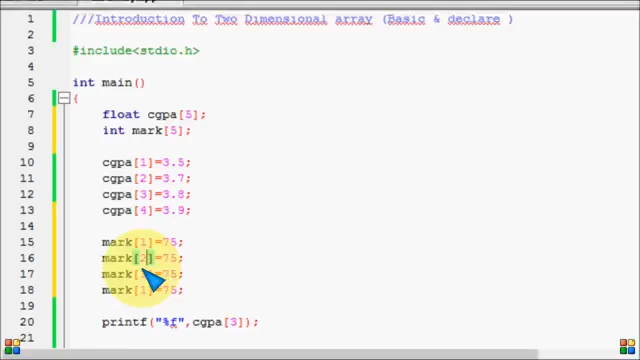 1 ///Introduction To Two Dimensional array (Basic & declare )
2
3 #include<stdio.h>
4
5 int main()
6 {
7 float cgpa[5];
8 int mark[5];
10 cgpa[1]=3.5;
11 cgpa[2]=3.7;
12 cgpa[3]=3.8;
13 cgpa[4]=3.9;
14
15 mark[1]=75;
16 mark[2]=75;
17 mark[ ]=75;
18 mark[1]=75;
19
20 printf("%f",cgpa[3]);
21